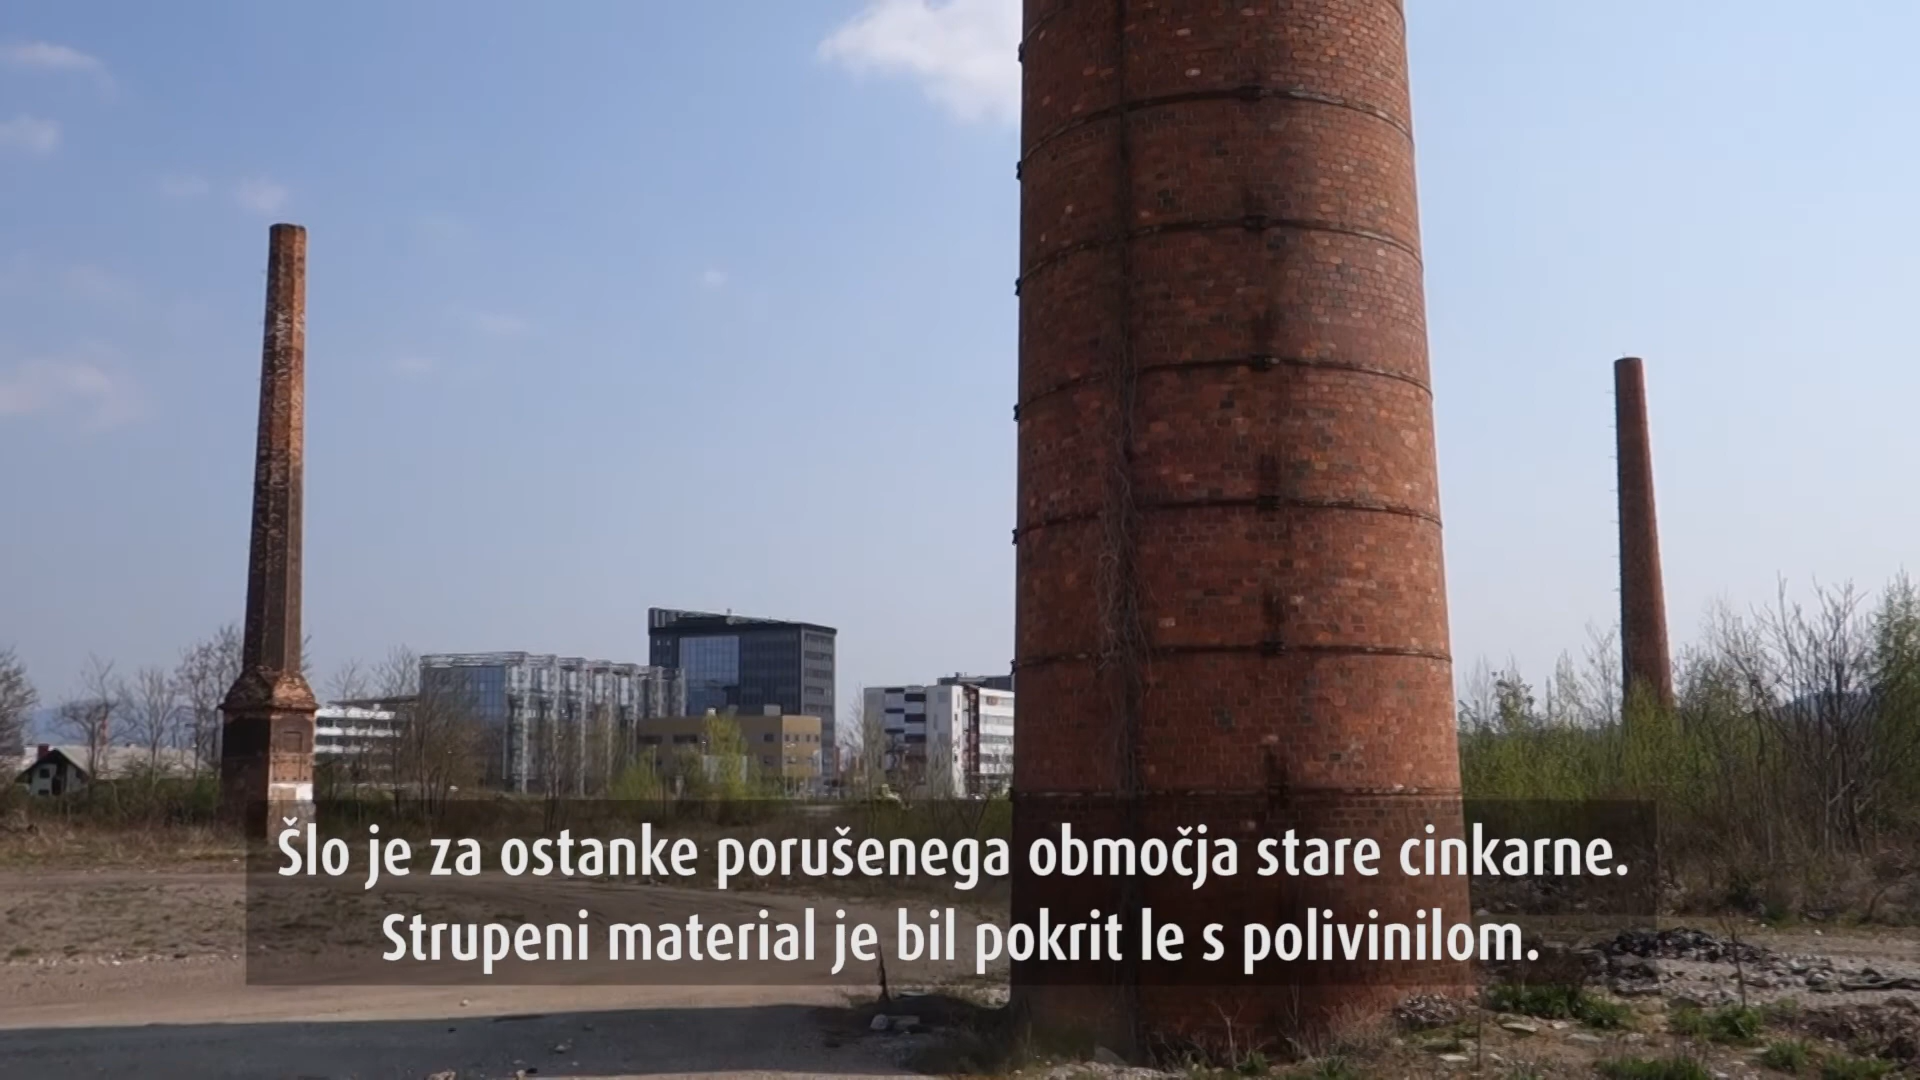 Šlo je za ostanke porušenega območja stare cinkarne.
Strupeni material je bil pokrit le s polivinilom.